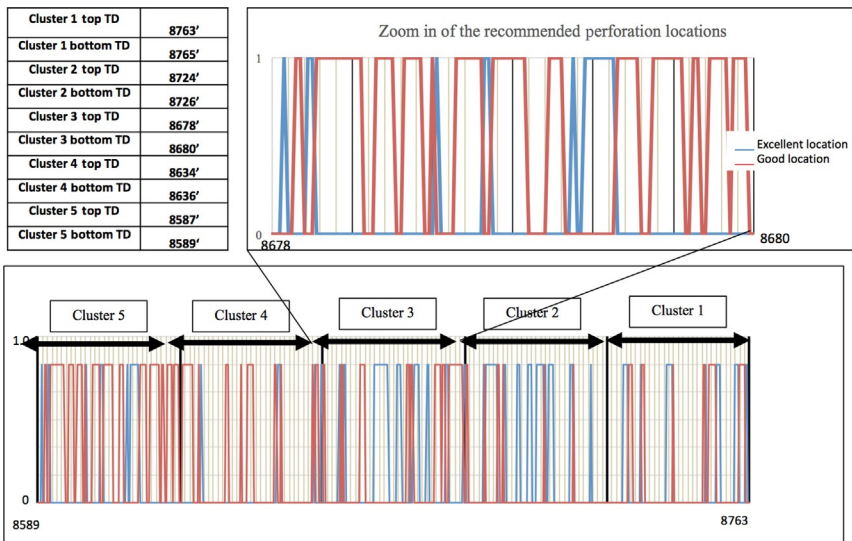 Cluster 1 top TD 8763’
Cluster 1 bottom TD 8765’
Cluster 2 top TD 8724’
Cluster 2 bottom TD 8726’
Cluster 3 top TD 8678’
Cluster 3 bottom TD 8680’
Cluster 4 top TD 8634’
Cluster 4 bottom TD 8636’
Cluster 5 top TD 8587’
Cluster 5 bottom TD 8589‘
Zoom in of the recommended perforation locations
1
Excellent location
Good location
0
8678 8680
Cluster 5 Cluster 4 Cluster 3 Cluster 2 Cluster 1
1.0
0
8589 8763